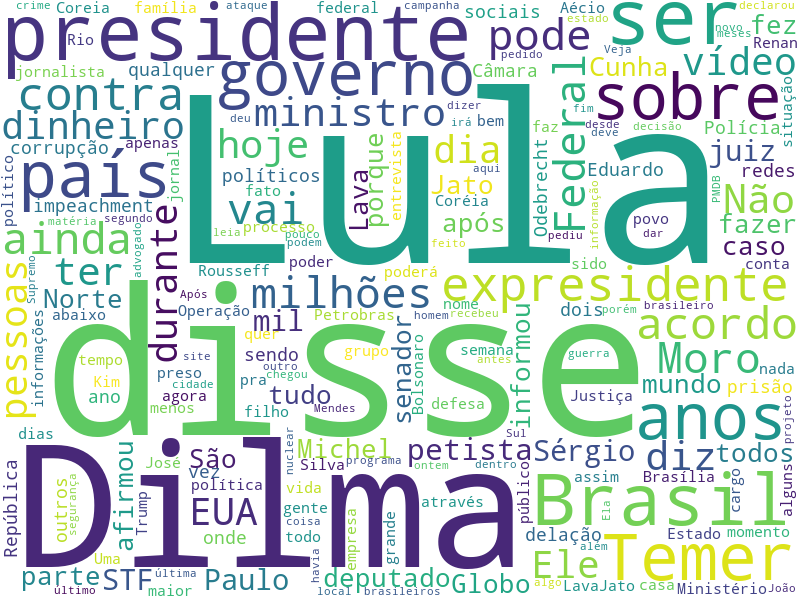 crime
Coreia
família
ataque
federal
campanha
Aécio
estado
declarou
novo
meses
presidente
Rio
sociais
pode
ser
fez
Veja
Renan
jornalista
qualquer
governo
Câmara
pedido
Cunha
vídeo
contra
ministro
dizer
sobre
situação
dinheiro
deu
irá
bem
Federal
fim
desde
deve
faz
decisão
Polícia
corrupção
apenas
hoje
porque
entrevista
dia
juiz
político
país
jornal
Lula
políticos
fato
Lava
Jato
aqui
Odebrecht
Eduardo
redes
PMDB
impeachment
vai
Coréia
após
Não
matéria
segundo
processo
pouco
podem
leia
feito
pediu
informação
povo
dar
fazer
ainda
durante
advogado
sido
caso
conta
ter
Rousseff
poder
poderá
pessoas
Supremo
Norte
Após
milhões
expresidente
informações
abaixo
Operação
Petrobras
homem
nome
recebeu
dois
brasileiro
porém
acordo
disse
mil
senador
Bolsonaro
informou
semana
tempo
site
quer
grupo
antes
guerra
Moro
nada
Kim
sendo
outro
mundo
prisão
ano
preso
cidade
chegou
pra
tudo
agora
menos
filho
Mendes
defesa
Justiça
anos
projeto
dias
Dilma
São
Michel
petista
Sul
Sérgio
diz
todos
José
vez
nuclear
Silva
programa
ontem
dentro
assim
Brasília
República
outros
segurança
afirmou
Trump
política
EUA
vida
gente
coisa
empresa
através
público
Brasil
cargo
alguns
onde
todo
grande
Ela
delação
Estado
momento
Uma
havia
além
Ele
Temer
parte
STF
última
Paulo
deputado
Globo
algo
LavaJato
casa
Ministério
João
último
maior
local
brasileiros